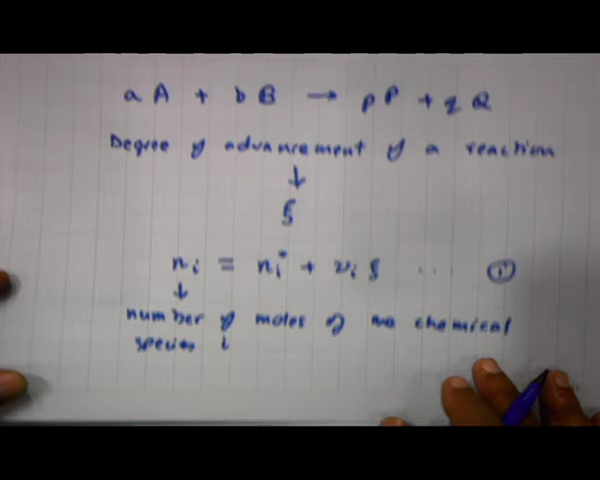 aA + bB → pP + qQ
Degree of advancement of a reaction
↓
ξ
nᵢ = nᵢ° + νᵢ ξ ... ①
↓
number of moles of the chemical
species i